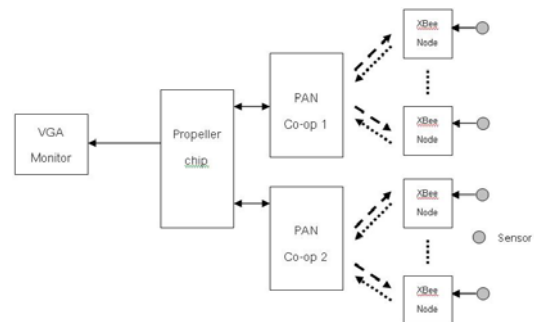 VGA
Monitor
Propeller
chip
PAN
Co-op 1
PAN
Co-op 2
XBee
Node
XBee
Node
XBee
Node
XBee
Node
Sensor